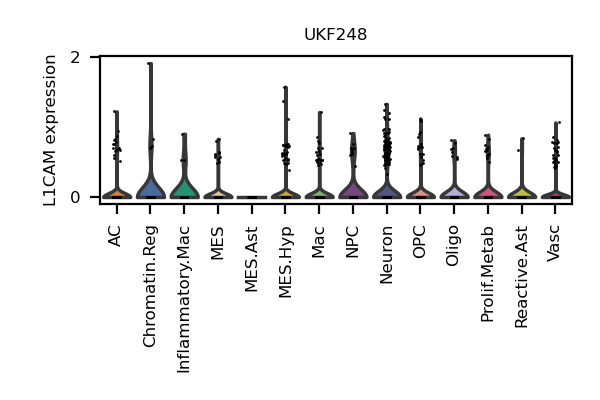 UKF248
L1CAM expression
2
0
AC
Chromatin.Reg
Inflammatory.Mac
MES
MES.Ast
MES.Hyp
Mac
NPC
Neuron
OPC
Oligo
Prolif.Metab
Reactive.Ast
Vasc